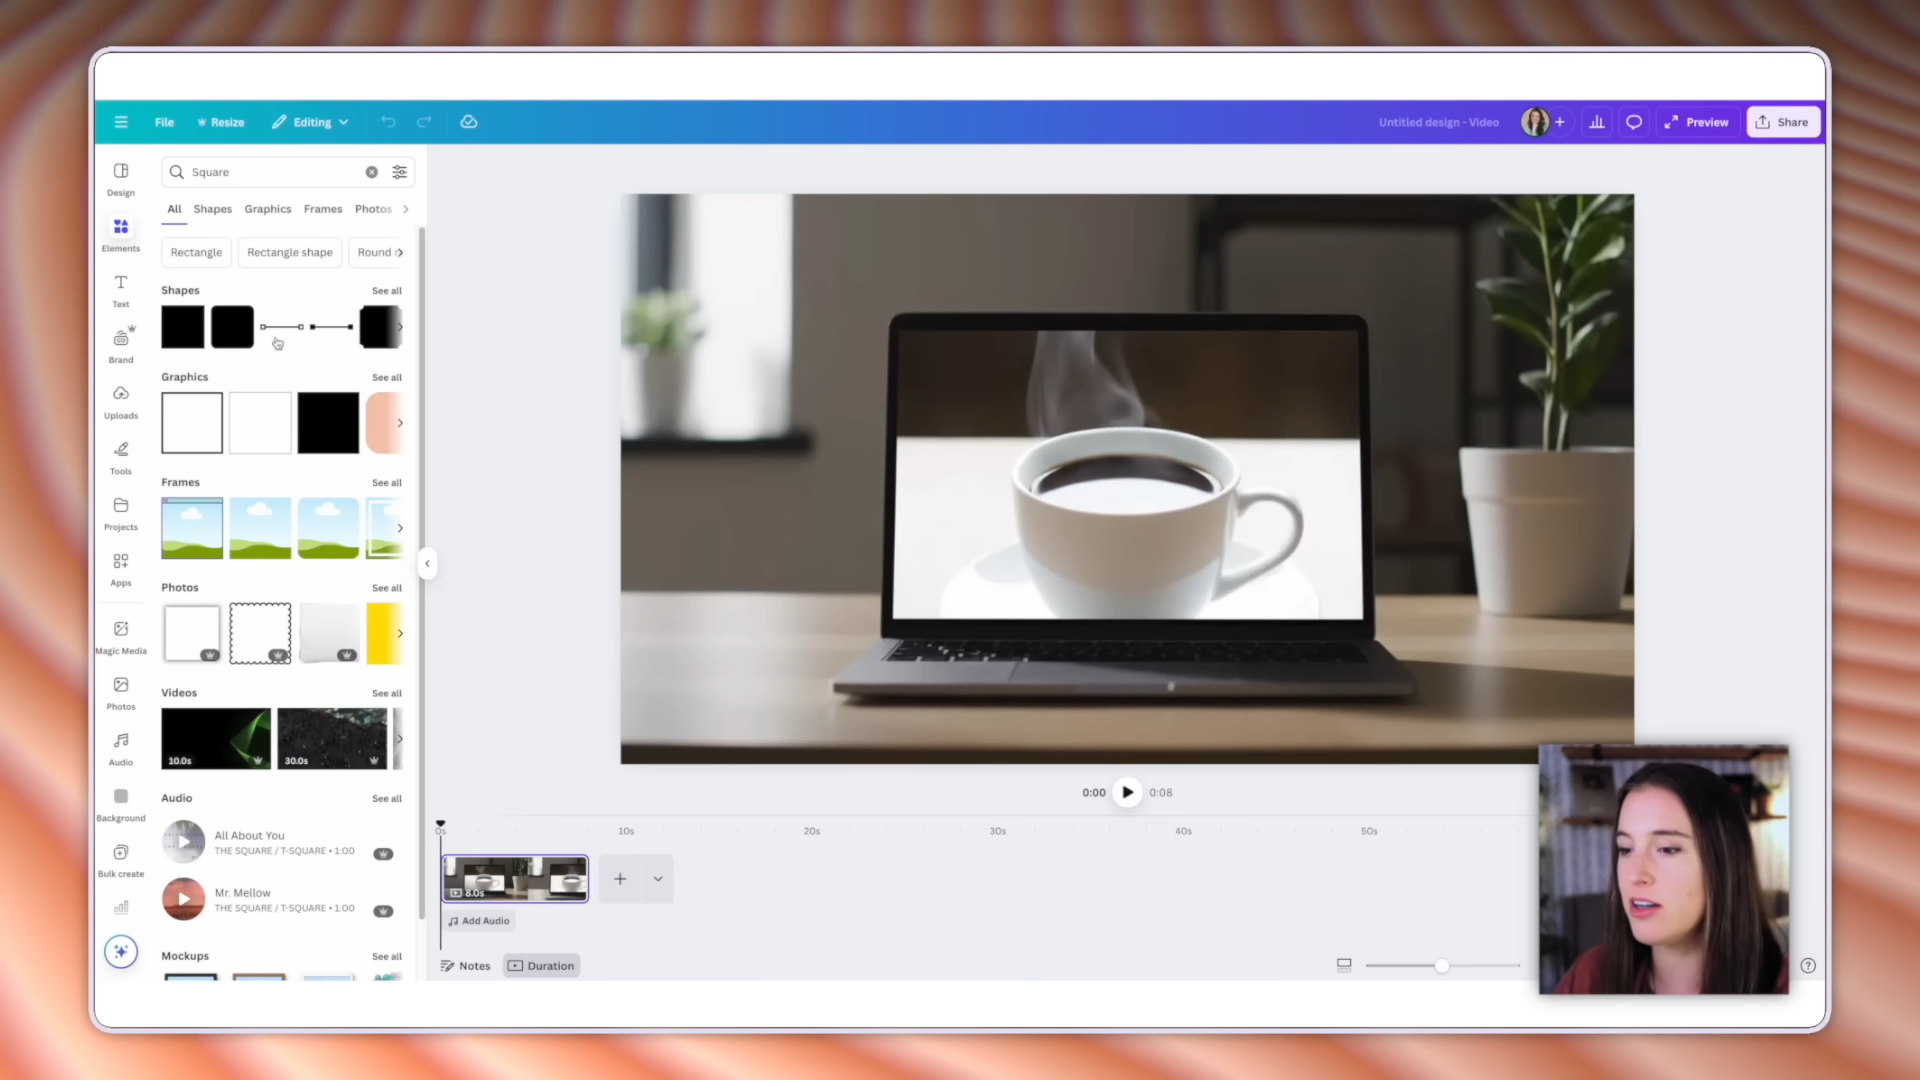 File
Resize
Editing
Untitled design - Video
Preview
Share
Design
Elements
Text
Brand
Uploads
Tools
Projects
Apps
Magic Media
Photos
Audio
Background
Bulk create
Square
All
Shapes
Graphics
Frames
Photos
Rectangle
Rectangle shape
Round
Shapes
See all
Graphics
See all
Frames
See all
Photos
See all
Videos
See all
10.0s
30.0s
Audio
See all
All About You
THE SQUARE / T-SQUARE • 1:00
Mr. Mellow
THE SQUARE / T-SQUARE • 1:00
Mockups
See all
0:00
0:08
0s
10s
20s
30s
40s
50s
8.0s
Add Audio
Notes
Duration